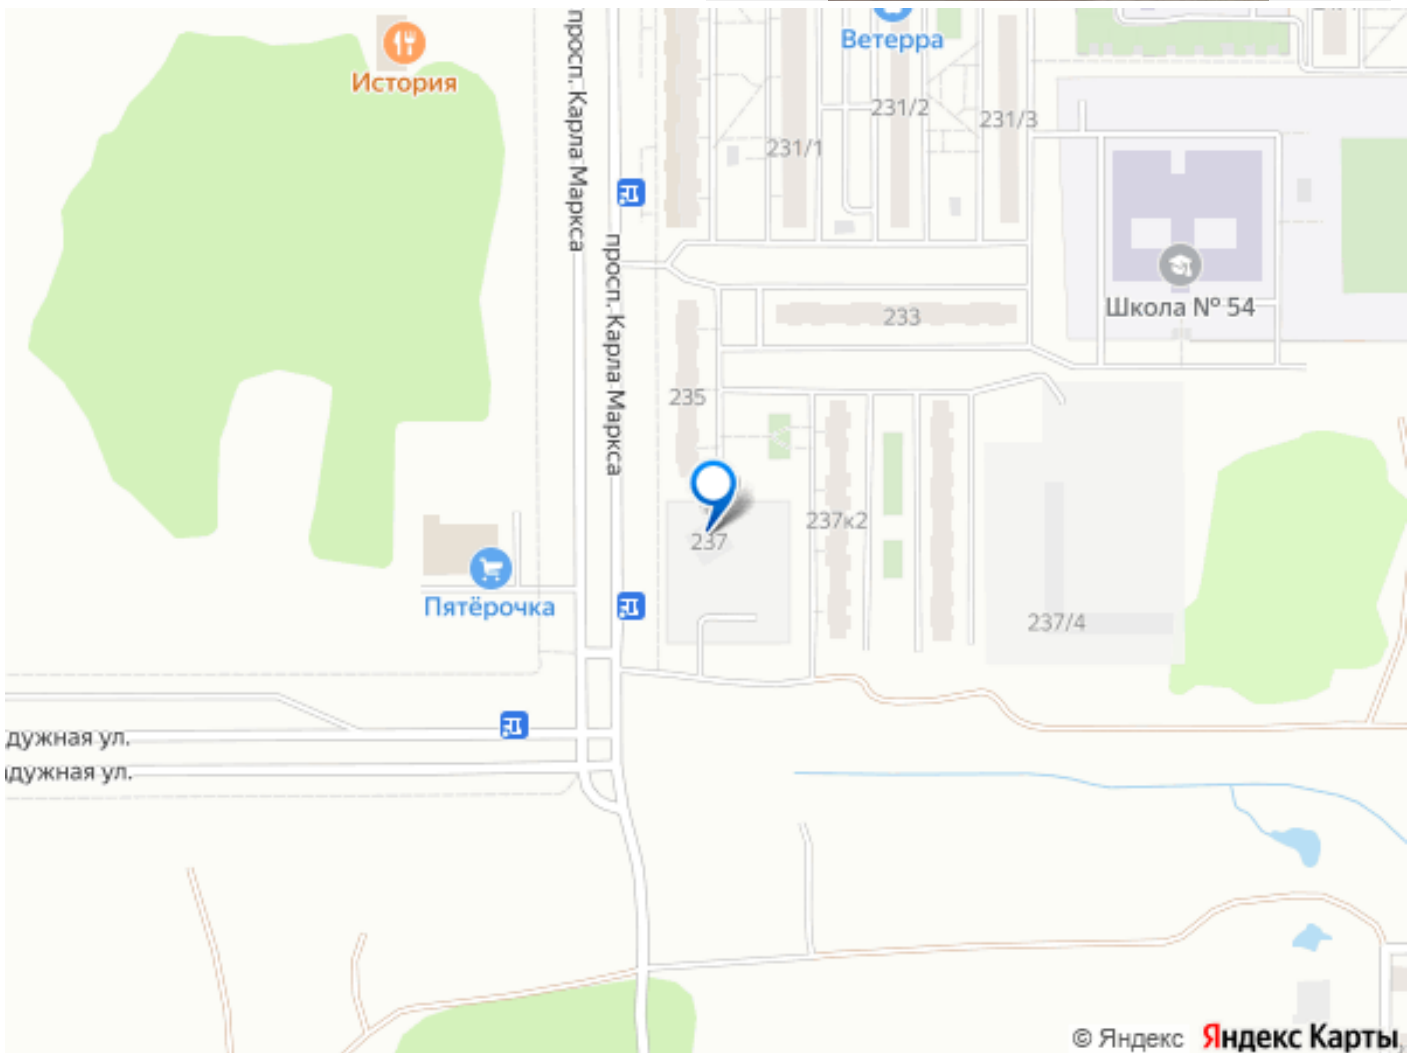 Ветерра
История
просп. Карла Маркса
231/2
231/3
231/1
просп. Карла Маркса
Школа № 54
233
235
237к2
237
Пятёрочка
237/4
дужная ул.
дужная ул.
© Яндекс Яндекс Карты